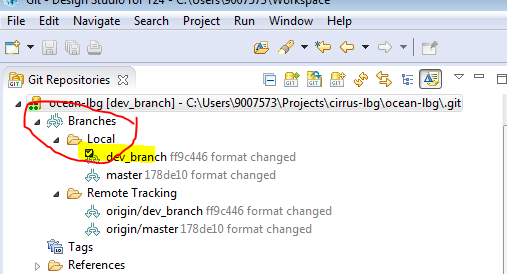 Git - Design Studio for T24 - C:\Users\9007573\Workspace
File Edit Navigate Search Project Run Window Search Help
Git Repositories
ocean-lbg [dev_branch] - C:\Users\9007573\Projects\cirrus-lbg\ocean-lbg\.git
Branches
Local
dev_branch ff9c446 format changed
master 178de10 format changed
Remote Tracking
origin/dev_branch ff9c446 format changed
origin/master 178de10 format changed
Tags
References